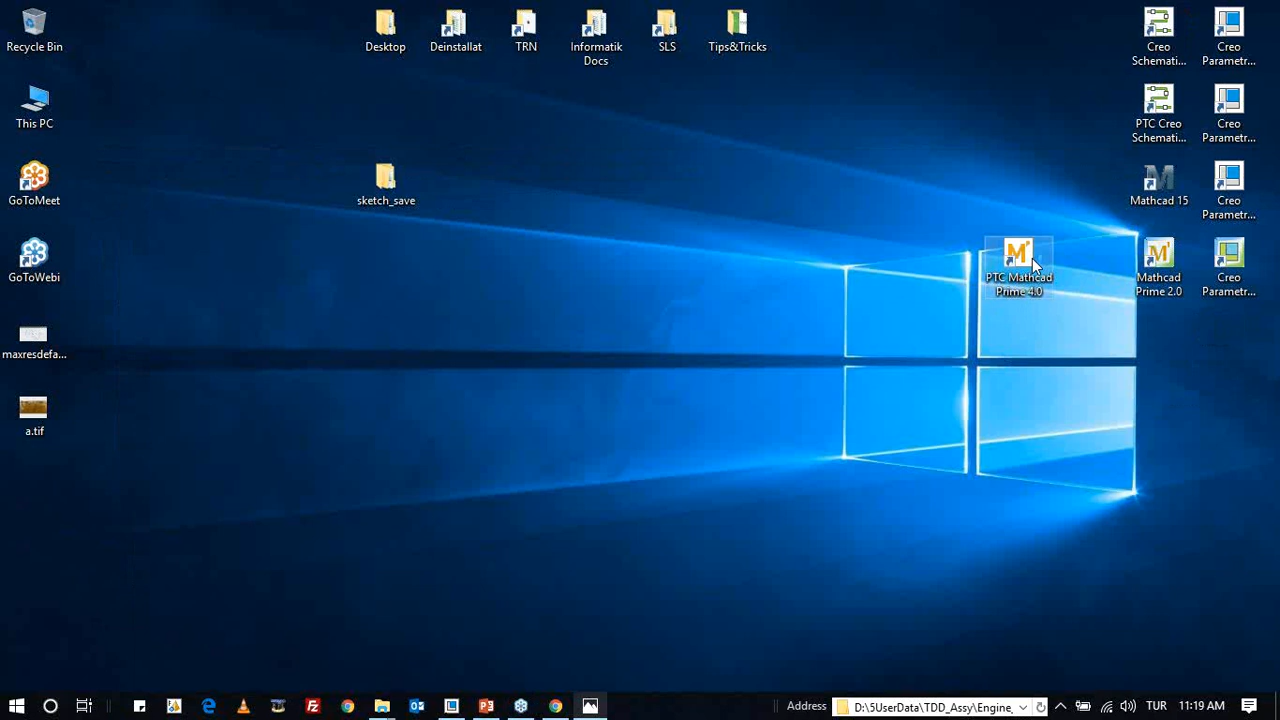 Recycle Bin
Desktop
Deinstallat
TRN
Informatik
Docs
SLS
Tips&Tricks
Creo
Schemati...
Creo
Parametr...
This PC
PTC Creo
Schemati...
Creo
Parametr...
GoToMeet
sketch_save
Mathcad 15
Creo
Parametr...
GoToWebi
PTC Mathcad
Prime 4.0
Mathcad
Prime 2.0
Creo
Parametr...
maxresdefa...
a.tif
Address
D:\5UserData\TDD_Assy\Engine_
TUR
11:19 AM